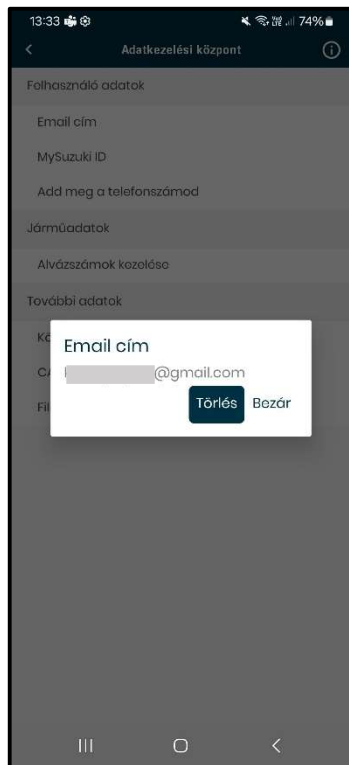 13:33 74%
Adatkezelési központ
Felhasználó adatok
Email cím
MySuzuki ID
Add meg a telefonszámod
Járműadatok
Alvázszámok kezelése
További adatok
Email cím
@gmail.com
Törlés Bezár